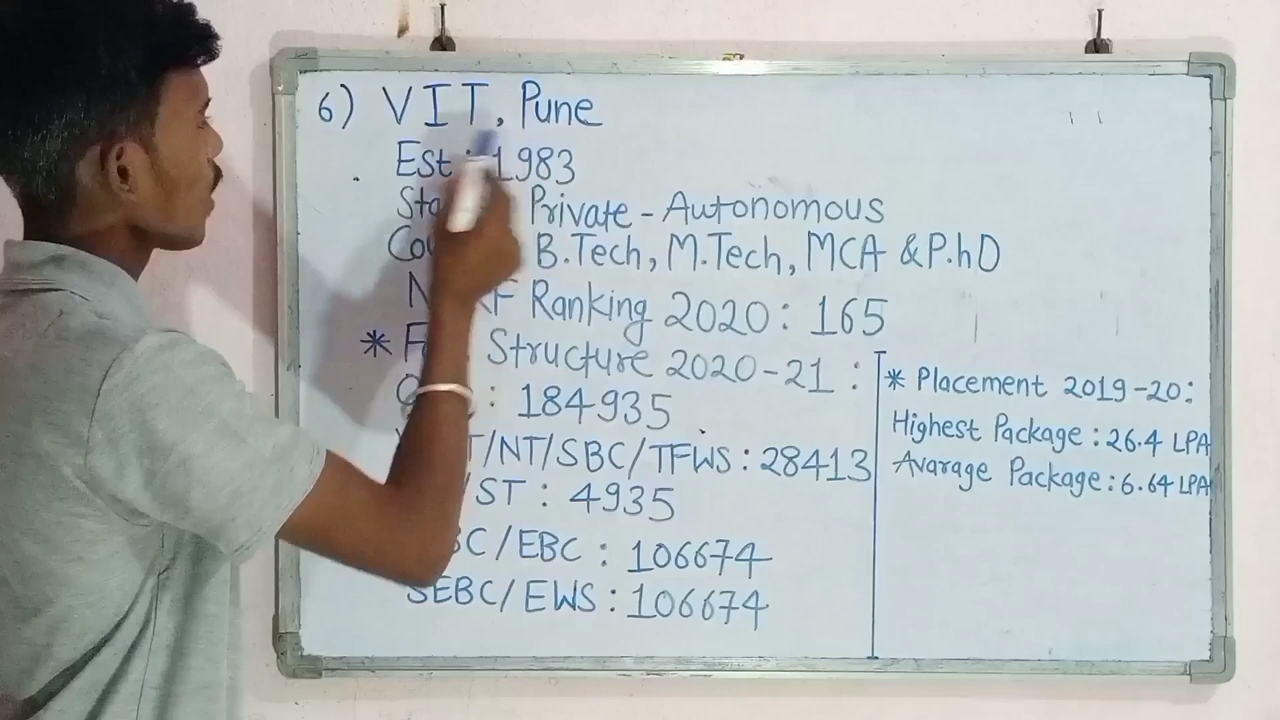 6) VIT, Pune
Est : 1983
Private - Autonomous
B.Tech, M.Tech, MCA & P.hD
Ranking 2020 : 165
* Structure 2020-21 :
: 184935
/NT/SBC/TFWS : 28413
/ST : 4935
/EBC : 106674
SEBC/EWS : 106674
* Placement 2019-20 :
Highest Package : 26.4 LPA
Avarage Package : 6.64 LPA